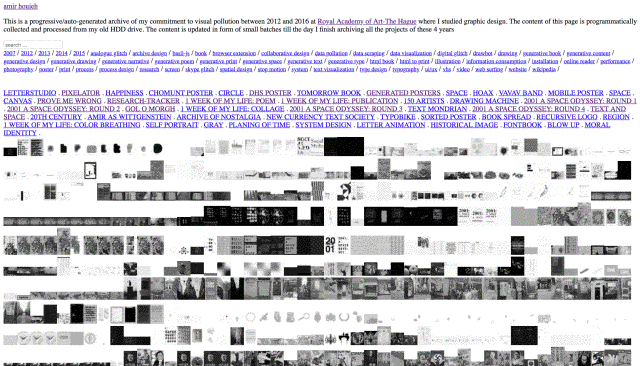 amir houieh
This is a progressive/auto-generated archive of my commitment to visual pollution between 2012 and 2016 at Royal Academy of Art-The Hague where I studied graphic design. The content of this page is programmatically
collected and processed from my old HDD drive. The content is updated in form of small batches till the day I finish archiving all the projects of these 4
years
search ...
2007 / 2012 / 2013 / 2014 / 2015 / analogue glitch / archive design / basil-js / book / browser extension / collaborative design / data pollution / data scraping / data visualization / digital glitch / drawbot / drawing / generative book / generative content /
generative design / generative drawing / generative narrative / generative poem / generative print / generative space / generative text / generative type / html book / html to print / illustration / information / installation / online reader / performance /
photography / poster / print / process / process design / research / screen / skype glitch / spatial design / stop motion / system / text visualization / type design / typography / ui/ux / vhs / video / web surfing / website / wikipedia /
LETTERSTUDIO . PIXELATOR . HAPPINESS . CHOMUNT POSTER . CIRCLE . DHS POSTER . TOMORROW BOOK . GENERATED POSTERS . SPACE . HOAX . VAVAV BAND . MOBILE POSTER . SPACE .
CANVAS . PROVE ME WRONG . RESEARCH-TRACKER . 1 WEEK OF MY LIFE: POEM . 1 WEEK OF MY LIFE: PUBLICATION . 150 ARTISTS . DRAWING MACHINE . 2001 A SPACE ODYSSEY: ROUND 1
. 2001 A SPACE ODYSSEY: ROUND 2 . GOL O MORGH . 1 WEEK OF MY LIFE: COLLAGE . 2001 A SPACE ODYSSEY: ROUND 3 . TEXT MONDRIAN . 2001 A SPACE ODYSSEY: ROUND 4 . TEXT AND
SPACE . 20TH CENTURY . AMIR AS WITTGENSTEIN . ARCHIVE OF NOSTALGIA . NEW CURRENCY TEXT SOCIETY . TYPOBIKE . SORTED POSTER . BOOK SPREAD . RECURSIVE LOGO . REGION .
1 WEEK OF MY LIFE: COLOR BREATHING . SELF PORTRAIT . GRAY . PLANING OF TIME . SYSTEM DESIGN . LETTER ANIMATION . HISTORICAL IMAGE . FONTBOOK . BLOW UP . MORAL
IDENTITY .